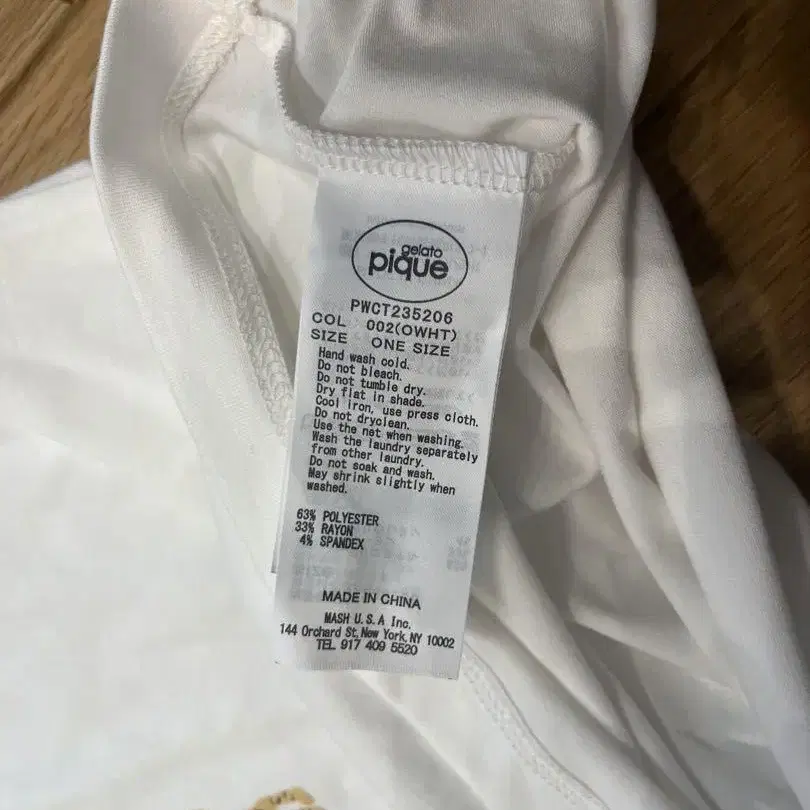 gelato
pique
PWCT235206
COL 002(OWHT)
SIZE ONE SIZE
Hand wash cold.
Do not bleach.
Do not tumble dry.
Dry flat in shade.
Cool iron, use press cloth.
Do not dryclean.
Use the net when washing.
Wash the laundry separately
from other laundry.
Do not soak and wash.
May shrink slightly when
washed.
63% POLYESTER
33% RAYON
4% SPANDEX
MADE IN CHINA
MASH U.S.A Inc.
144 Orchard St, New York, NY 10002
TEL 917 409 5520